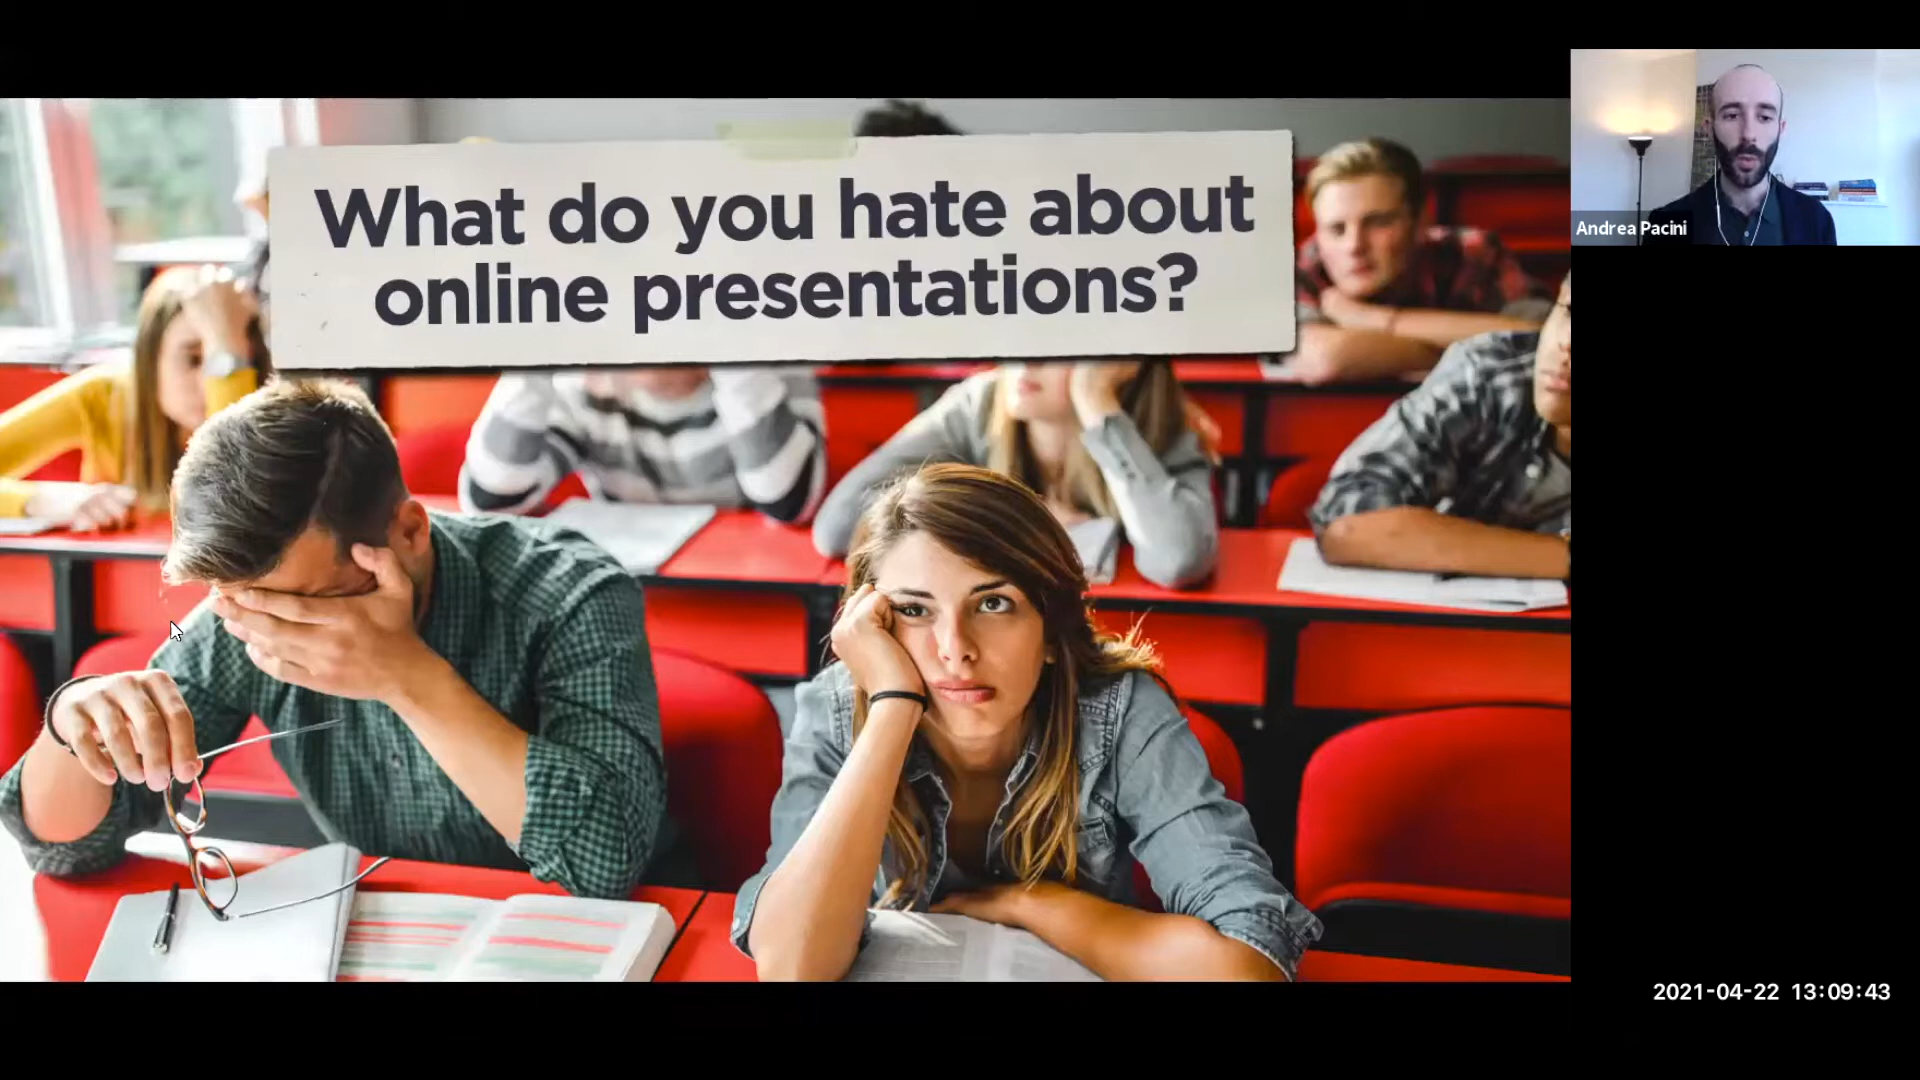 What do you hate about
online presentations?
Andrea Pacini
2021-04-22 13:09:43